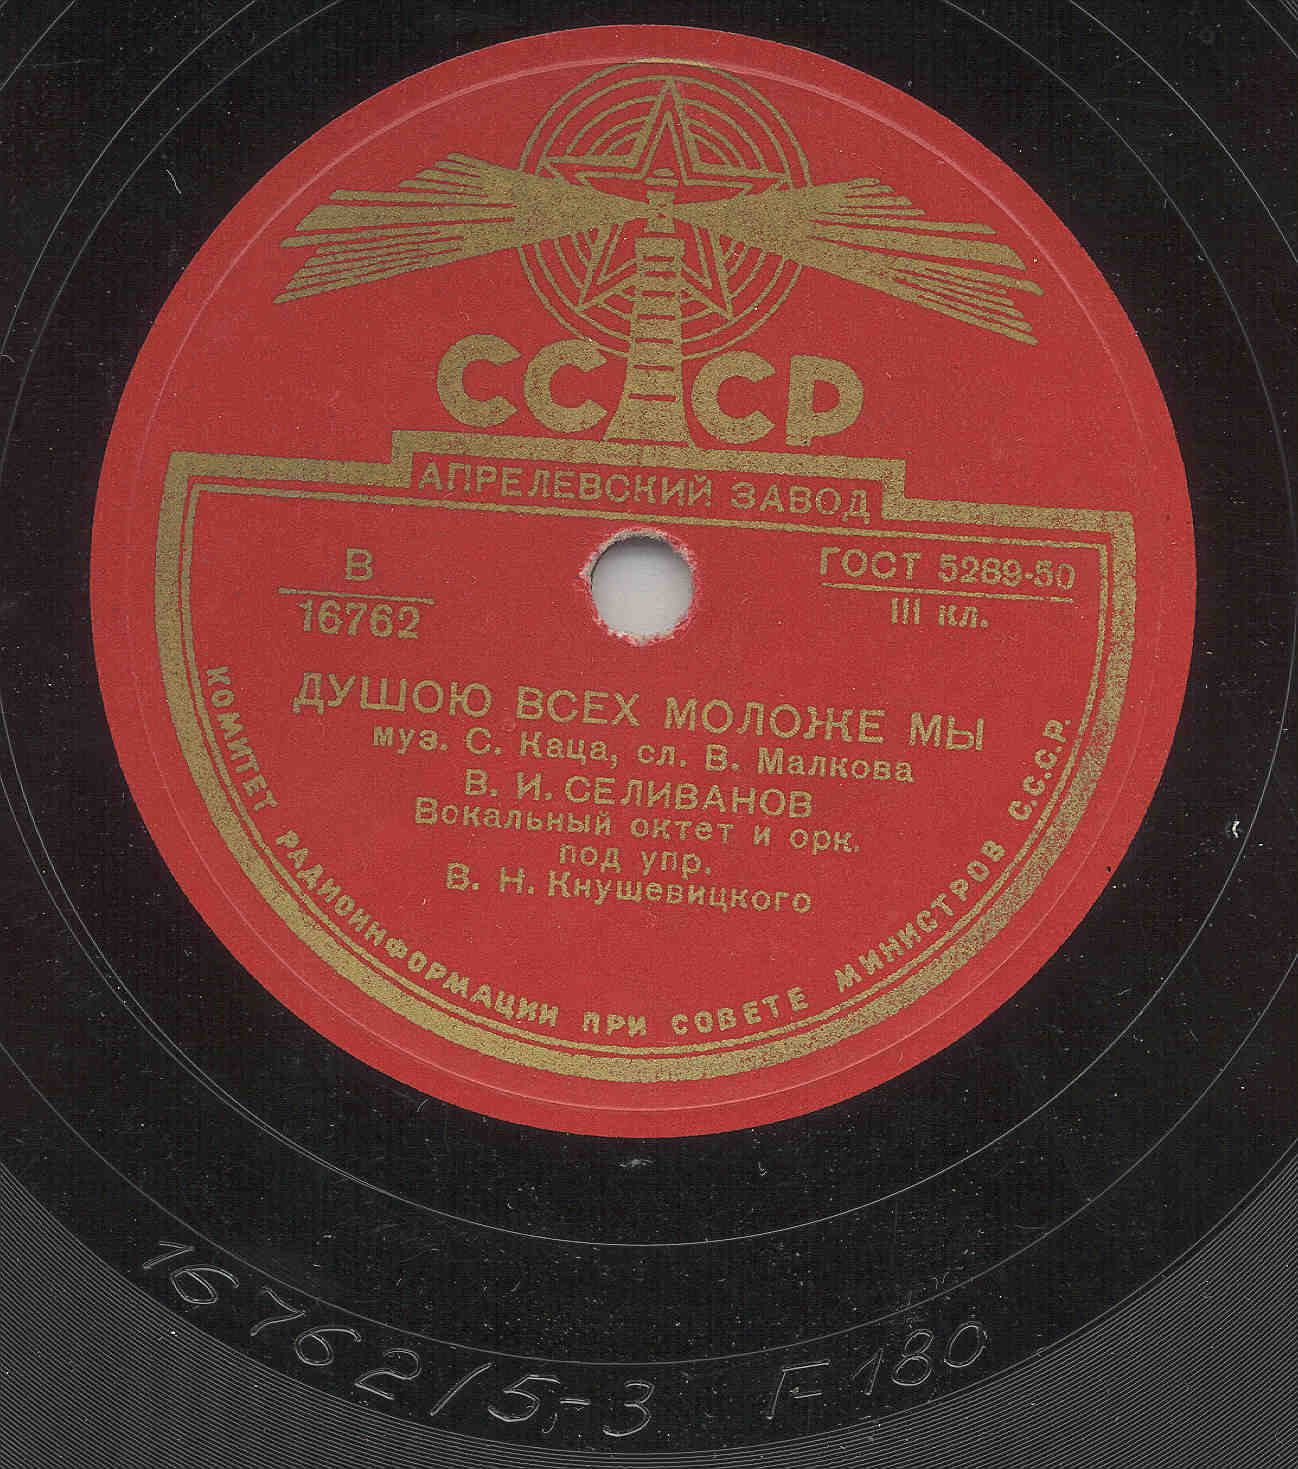 СССР
АПРЕЛЕВСКИЙ ЗАВОД
В
16762
ГОСТ 5289-50
III кл.
ДУШОЮ ВСЕХ МОЛОЖЕ МЫ
муз. С. Каца, сл. В. Малкова
В. И. СЕЛИВАНОВ
Вокальный октет и орк.
под упр.
В. Н. Кнушевицкого
КОМИТЕТ РАДИОИНФОРМАЦИИ ПРИ СОВЕТЕ МИНИСТРОВ С.С.С.Р.
16762/5-3 F 180